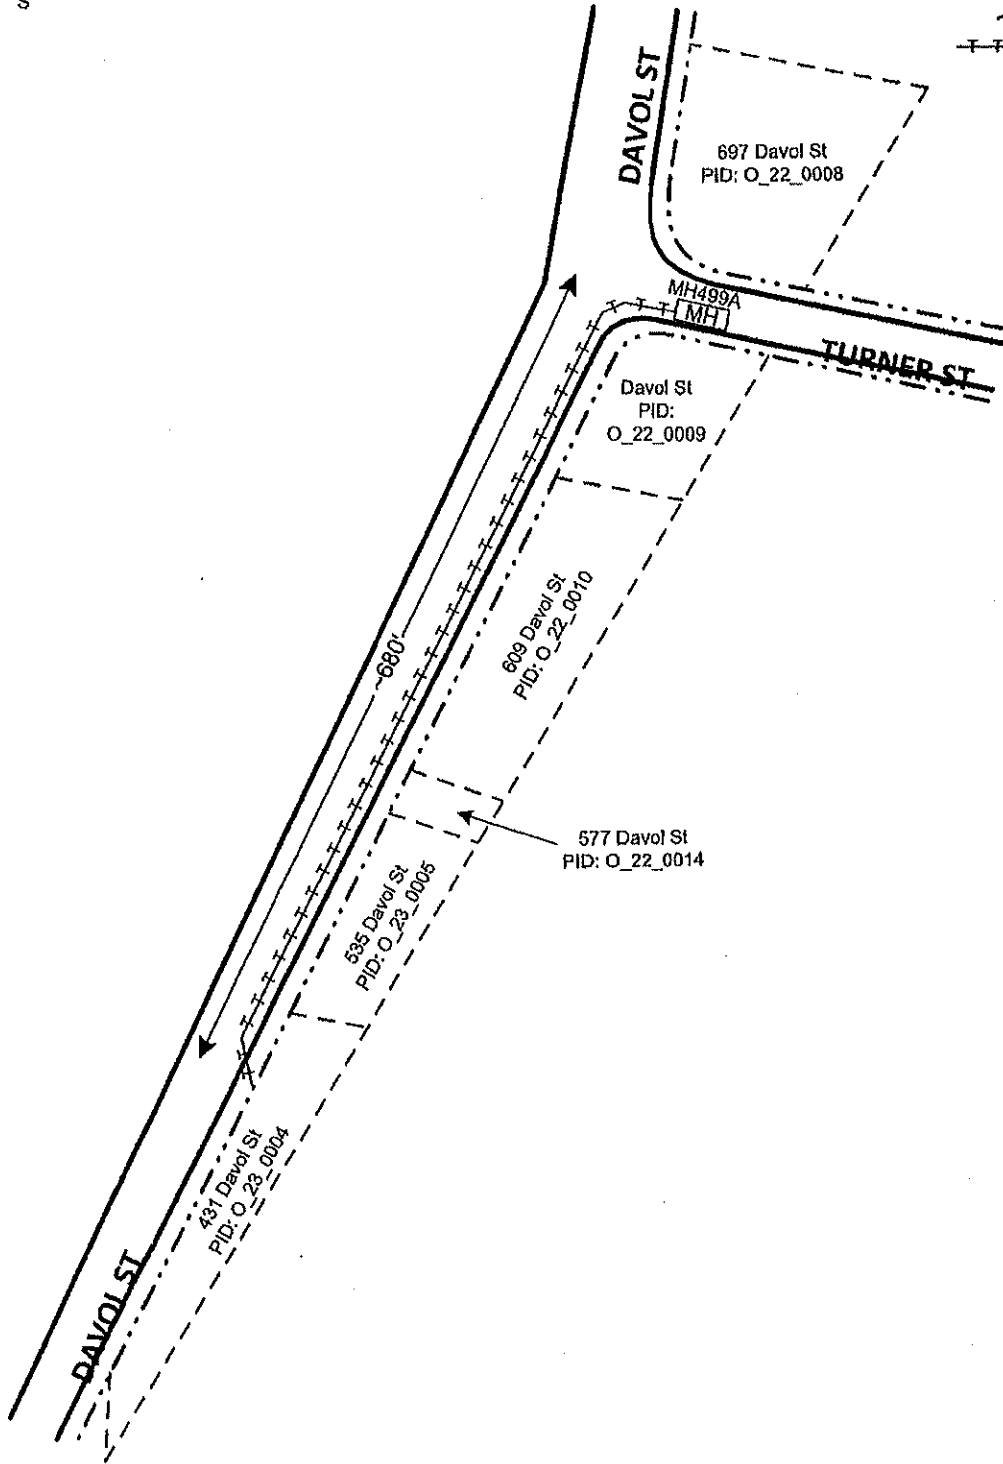 S
DAVOL ST
697 Davol St
PID: O_22_0008
MH499A
MH
TURNER ST
Davol St
PID:
O_22_0009
~680'
609 Davol St
PID: O_22_0010
577 Davol St
PID: O_22_0014
535 Davol St
PID: O_23_0005
431 Davol St
PID: O_23_0004
DAVOL ST